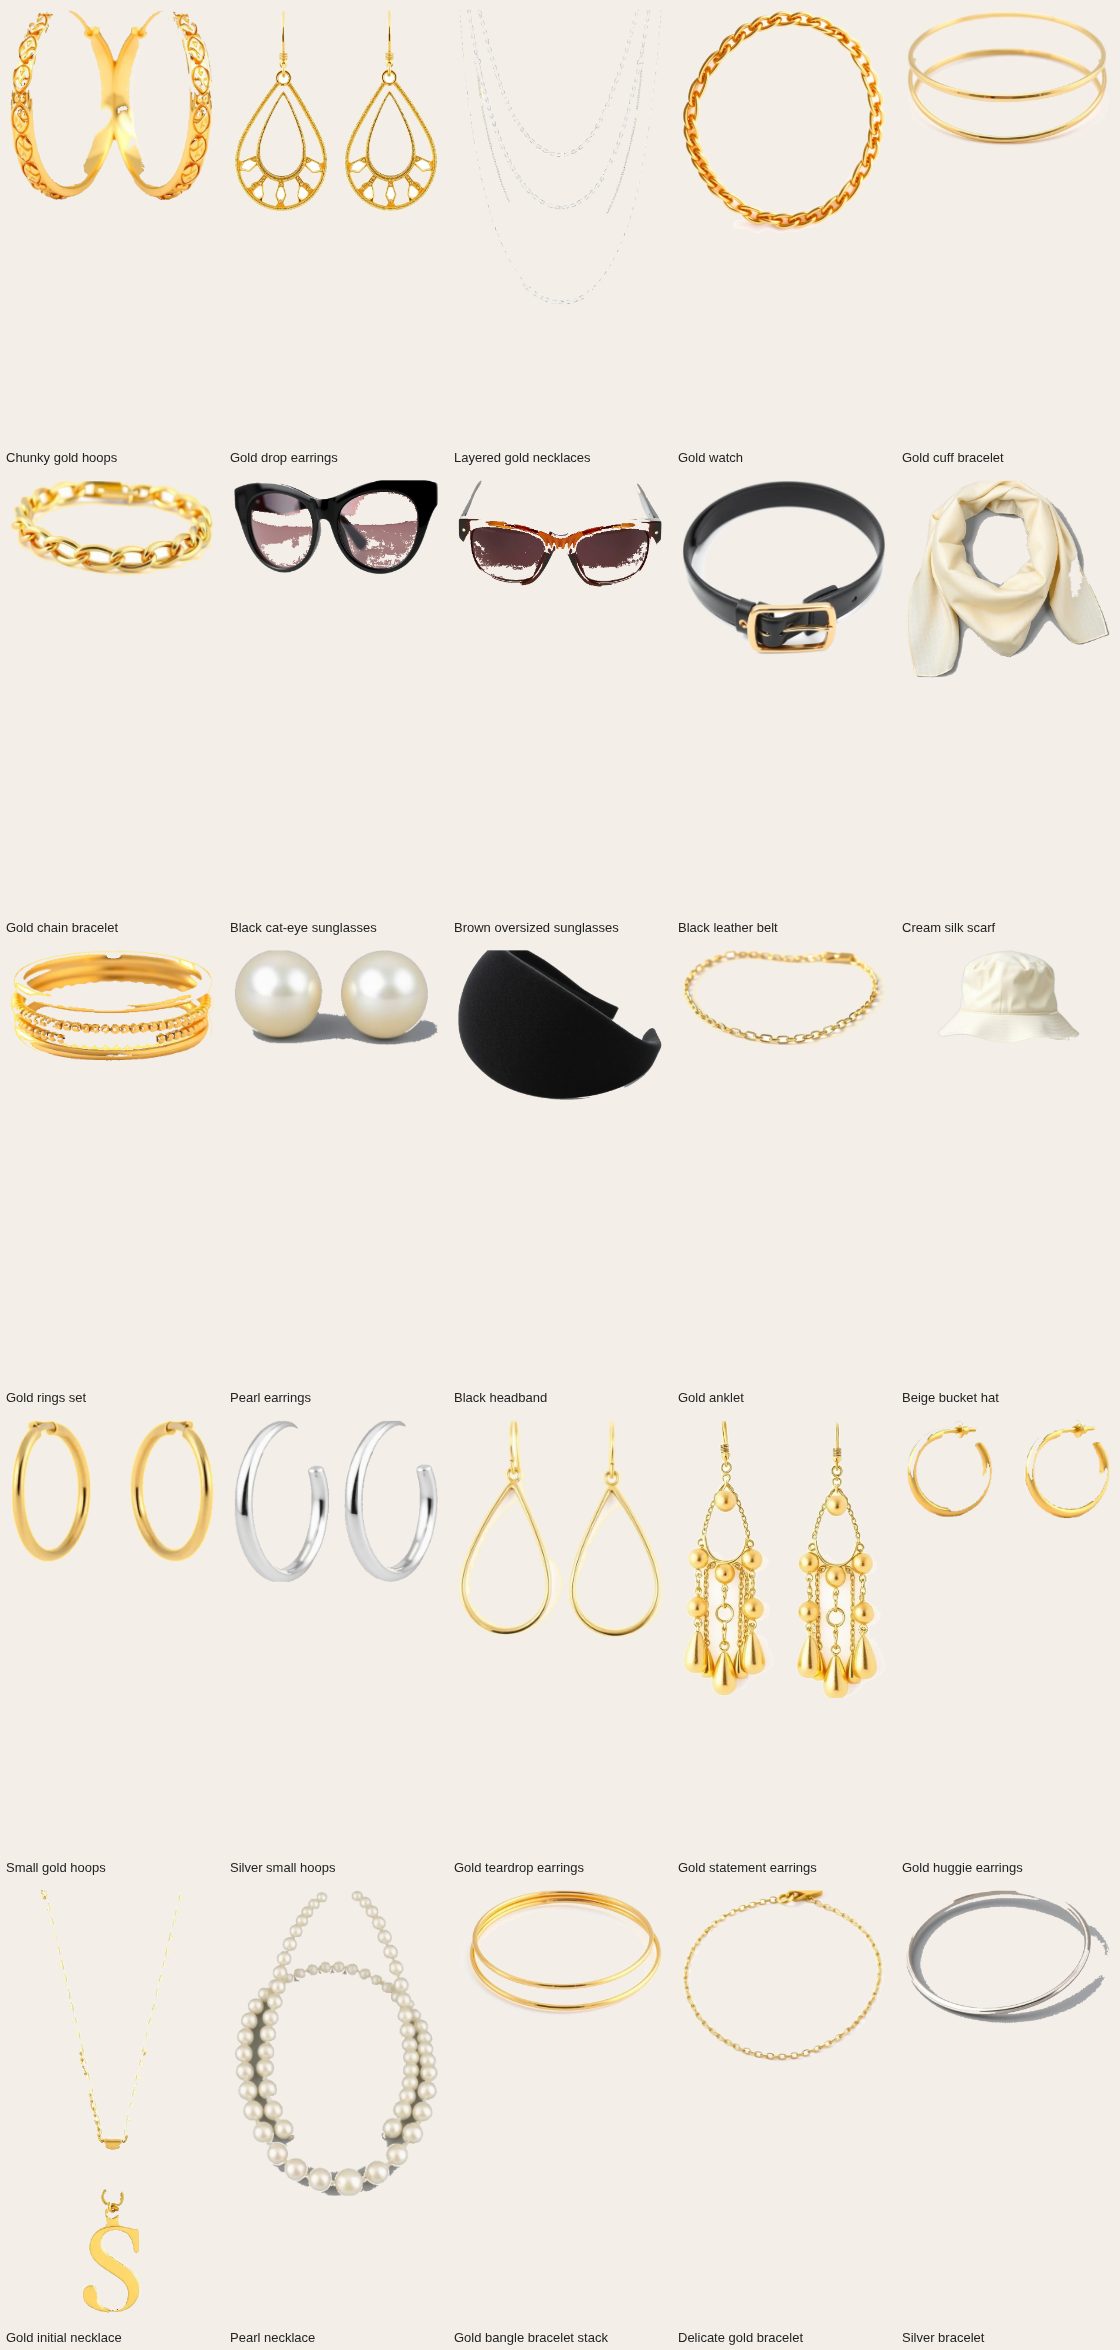 Chunky gold hoops
Gold drop earrings
Layered gold necklaces
Gold watch
Gold cuff bracelet
Gold chain bracelet
Black cat-eye sunglasses
Brown oversized sunglasses
Black leather belt
Cream silk scarf
Gold rings set
Pearl earrings
Black headband
Gold anklet
Beige bucket hat
Small gold hoops
Silver small hoops
Gold teardrop earrings
Gold statement earrings
Gold huggie earrings
S
Gold initial necklace
Pearl necklace
Gold bangle bracelet stack
Delicate gold bracelet
Silver bracelet